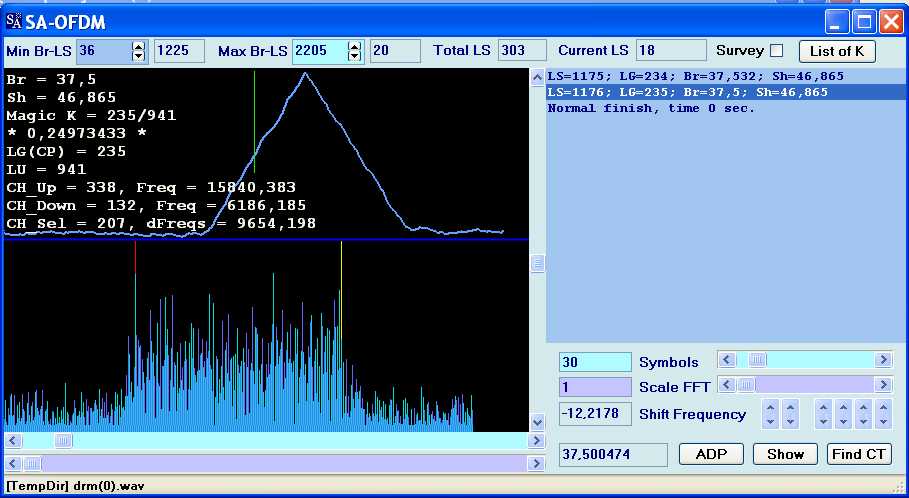 SA SA-OFDM
Min Br-LS 36 1225 Max Br-LS 2205 20 Total LS 303 Current LS 18 Survey List of K
Br = 37,5
Sh = 46,865
Magic K = 235/941
* 0,24973433 *
LG(CP) = 235
LU = 941
CH_Up = 338, Freq = 15840,383
CH_Down = 132, Freq = 6186,185
CH_Sel = 207, dFreqs = 9654,198
LS=1175; LG=234; Br=37,532; Sh=46,865
LS=1176; LG=235; Br=37,5; Sh=46,865
Normal finish, time 0 sec.
30 Symbols
1 Scale FFT
-12,2178 Shift Frequency
37,500474 ADP Show Find CT
[TempDir] drm(0).wav